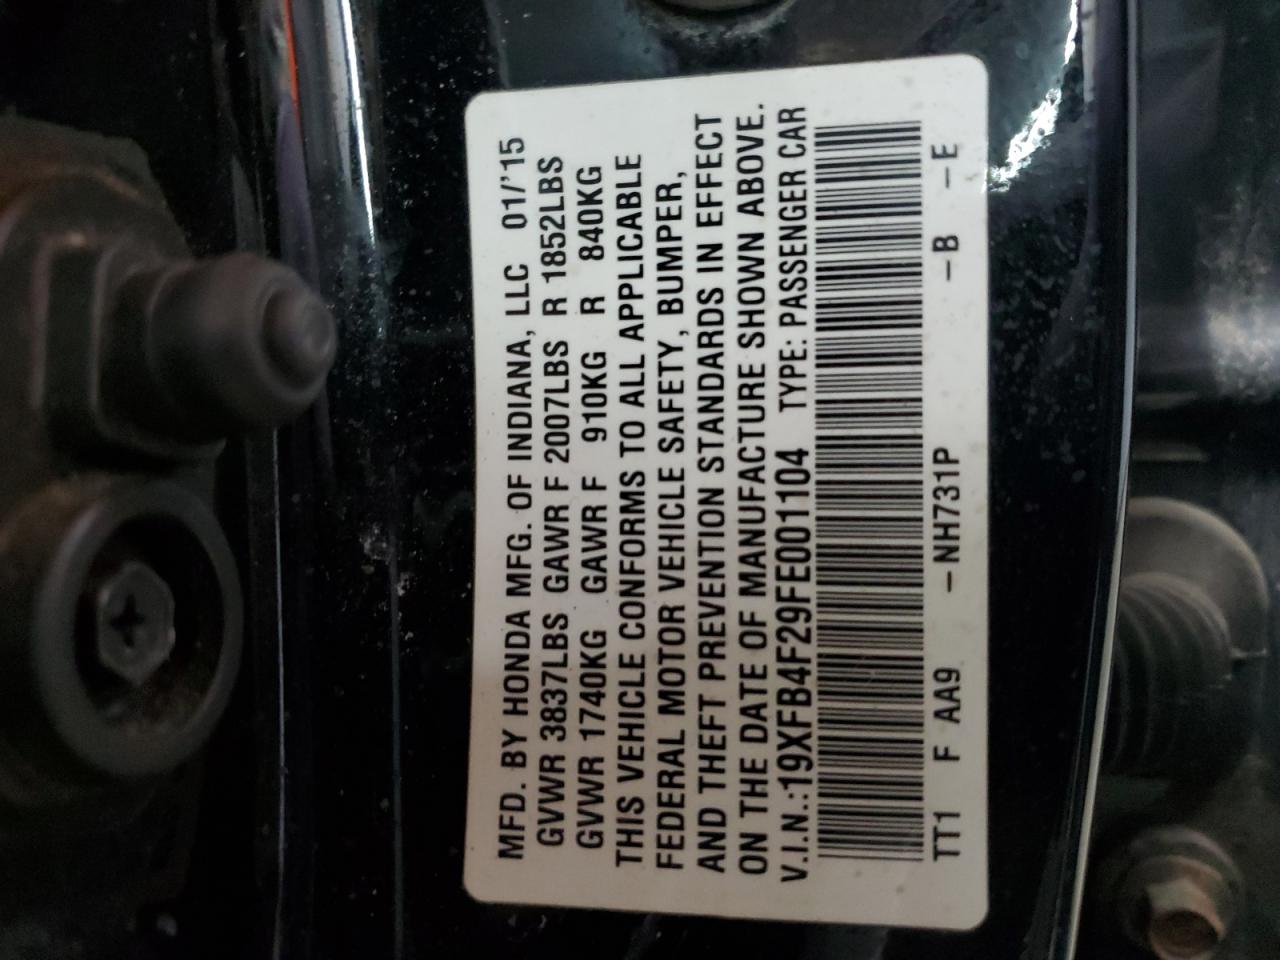 MFD. BY HONDA MFG. OF INDIANA, LLC 01/'15
GVWR 3837LBS GAWR F 2007LBS R 1852LBS
GVWR 1740KG GAWR F 910KG R 840KG
THIS VEHICLE CONFORMS TO ALL APPLICABLE
FEDERAL MOTOR VEHICLE SAFETY, BUMPER,
AND THEFT PREVENTION STANDARDS IN EFFECT
ON THE DATE OF MANUFACTURE SHOWN ABOVE.
V.I.N.:19XFB4F29FE001104 TYPE: PASSENGER CAR
TT1 F AA9 -NH731P -B -E